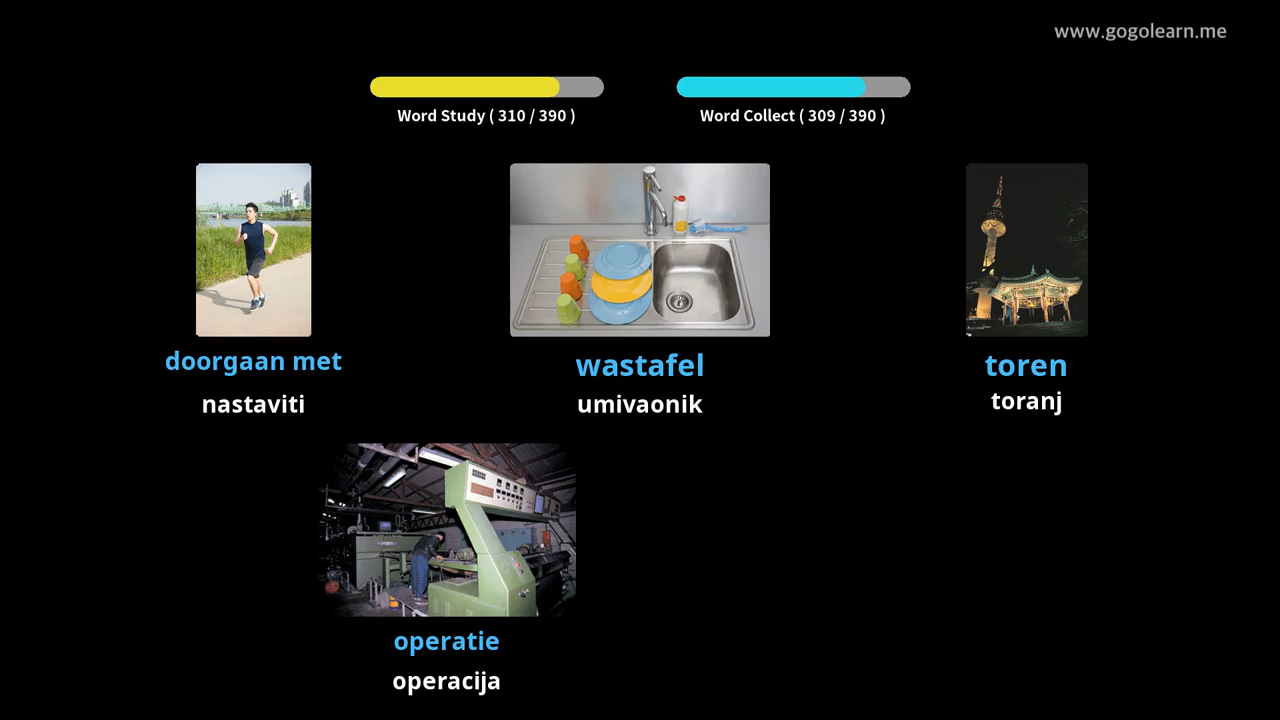 www.gogolearn.me
Word Study ( 310 / 390 )
Word Collect ( 309 / 390 )
doorgaan met
nastaviti
wastafel
umivaonik
toren
toranj
operatie
operacija